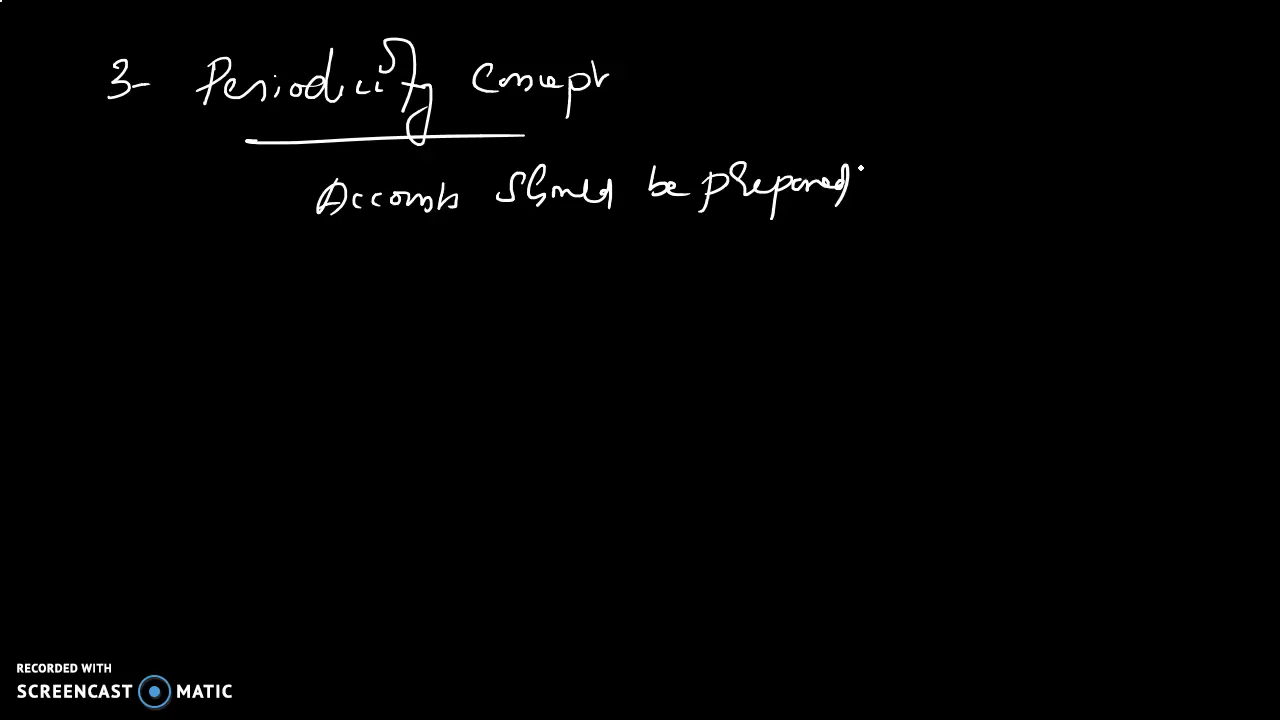 3- Periodicity Concept
Accounts should be prepared
RECORDED WITH
SCREENCAST MATIC